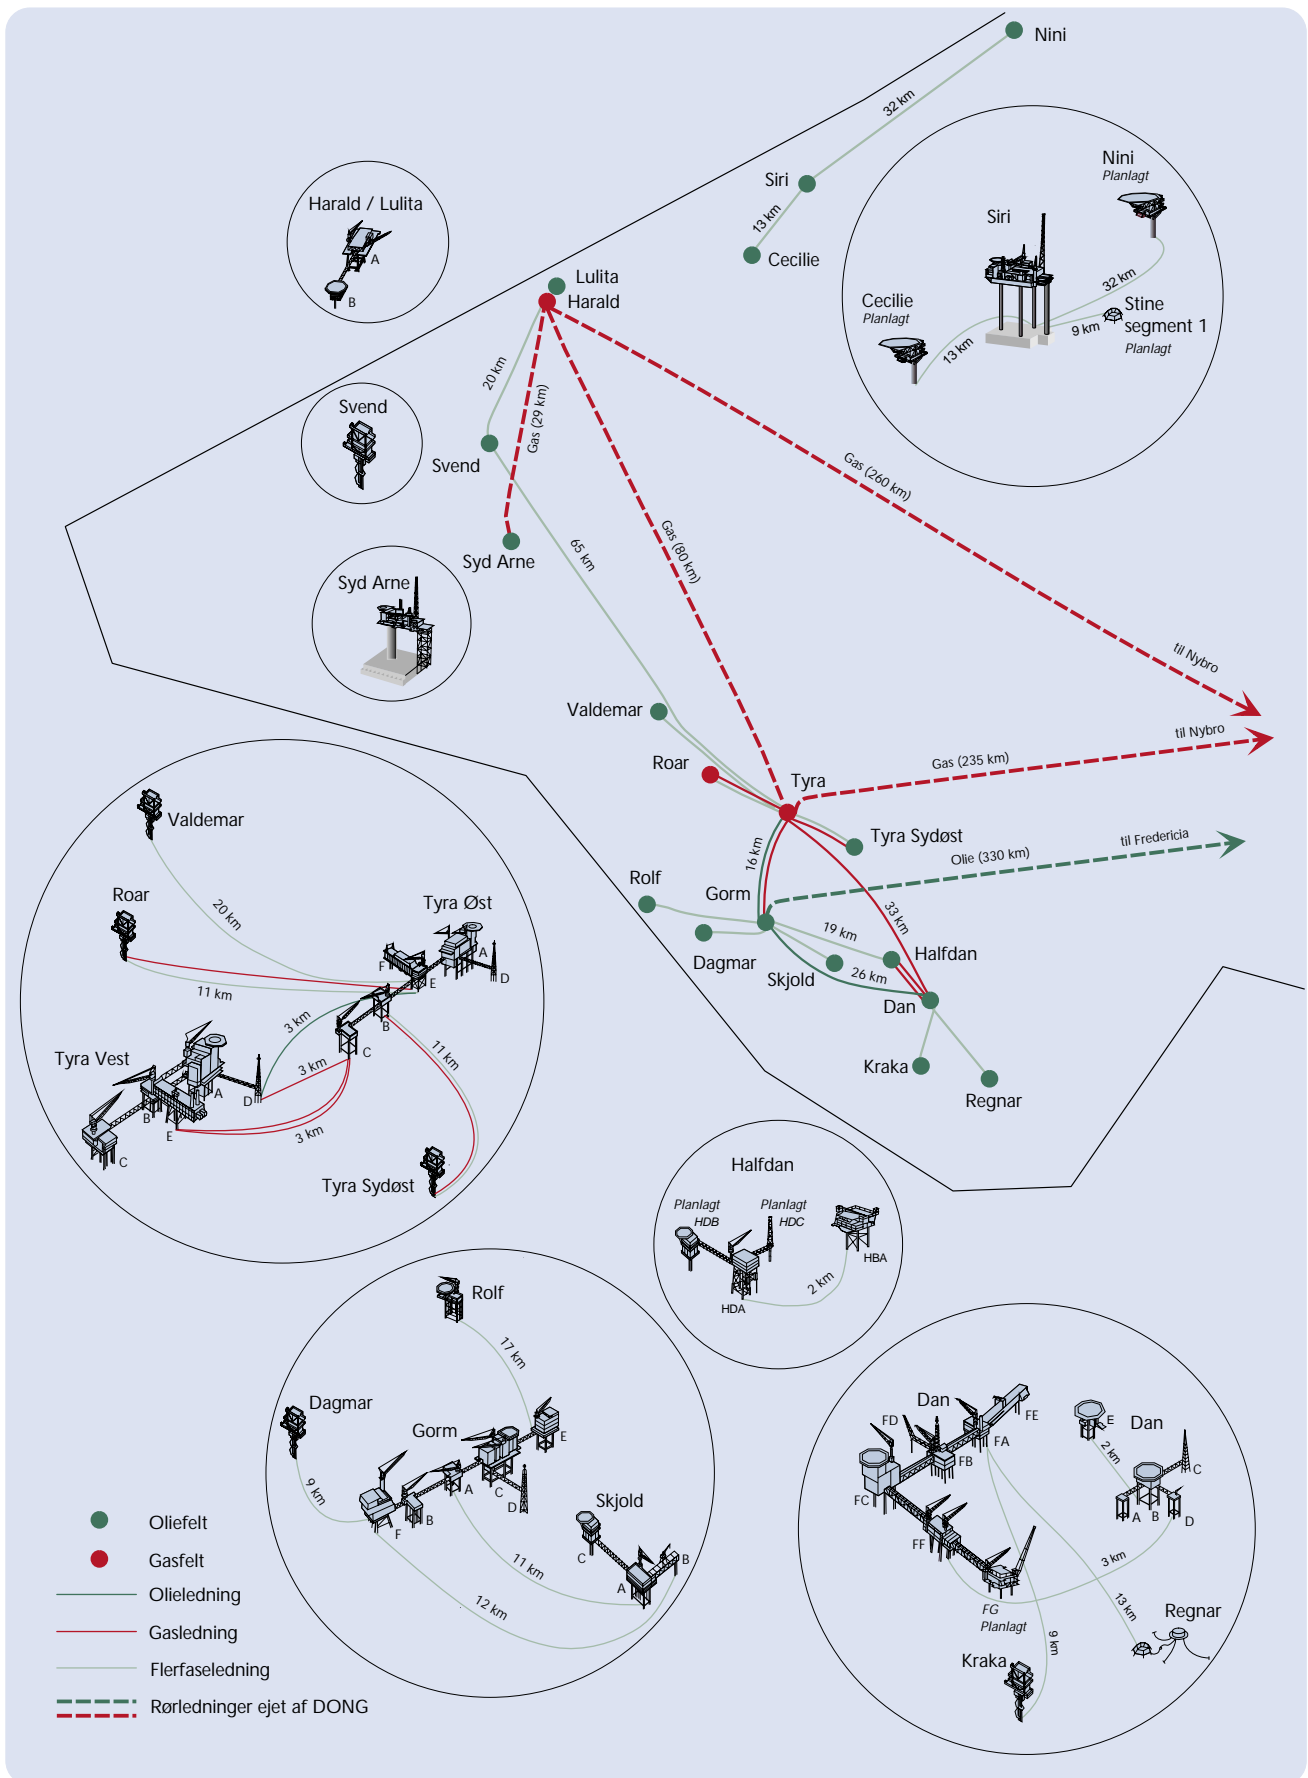 Nini
32 km
Siri
13 km
Cecilie
Nini
Planlagt
Siri
32 km
Cecilie
Planlagt
Stine
segment 1
9 km
Planlagt
13 km
Harald / Lulita
A
B
Lulita
Harald
20 km
Gas (29 km)
Svend
Svend
Gas (260 km)
Gas (80 km)
Syd Arne
65 km
Syd Arne
til Nybro
Valdemar
til Nybro
Roar
Gas (235 km)
Tyra
Tyra Sydøst
til Fredericia
Olie (330 km)
16 km
Rolf
Gorm
33 km
19 km
Halfdan
Dagmar
Skjold
26 km
Dan
Kraka
Regnar
Valdemar
Roar
20 km
Tyra Øst
A
F
D
E
11 km
B
3 km
C
11 km
Tyra Vest
3 km
A
D
B
E
3 km
C
Tyra Sydøst
Halfdan
Planlagt
HDB
Planlagt
HDC
HBA
2 km
HDA
Rolf
17 km
Dagmar
Gorm
E
9 km
A
C
D
B
F
Skjold
C
B
A
11 km
12 km
Dan
FE
FD
FA
FB
FC
FF
E
Dan
2 km
C
A
B
D
3 km
FG
Planlagt
13 km
Regnar
9 km
Kraka
Oliefelt
Gasfelt
Olieledning
Gasledning
Flerfaseledning
Rørledninger ejet af DONG